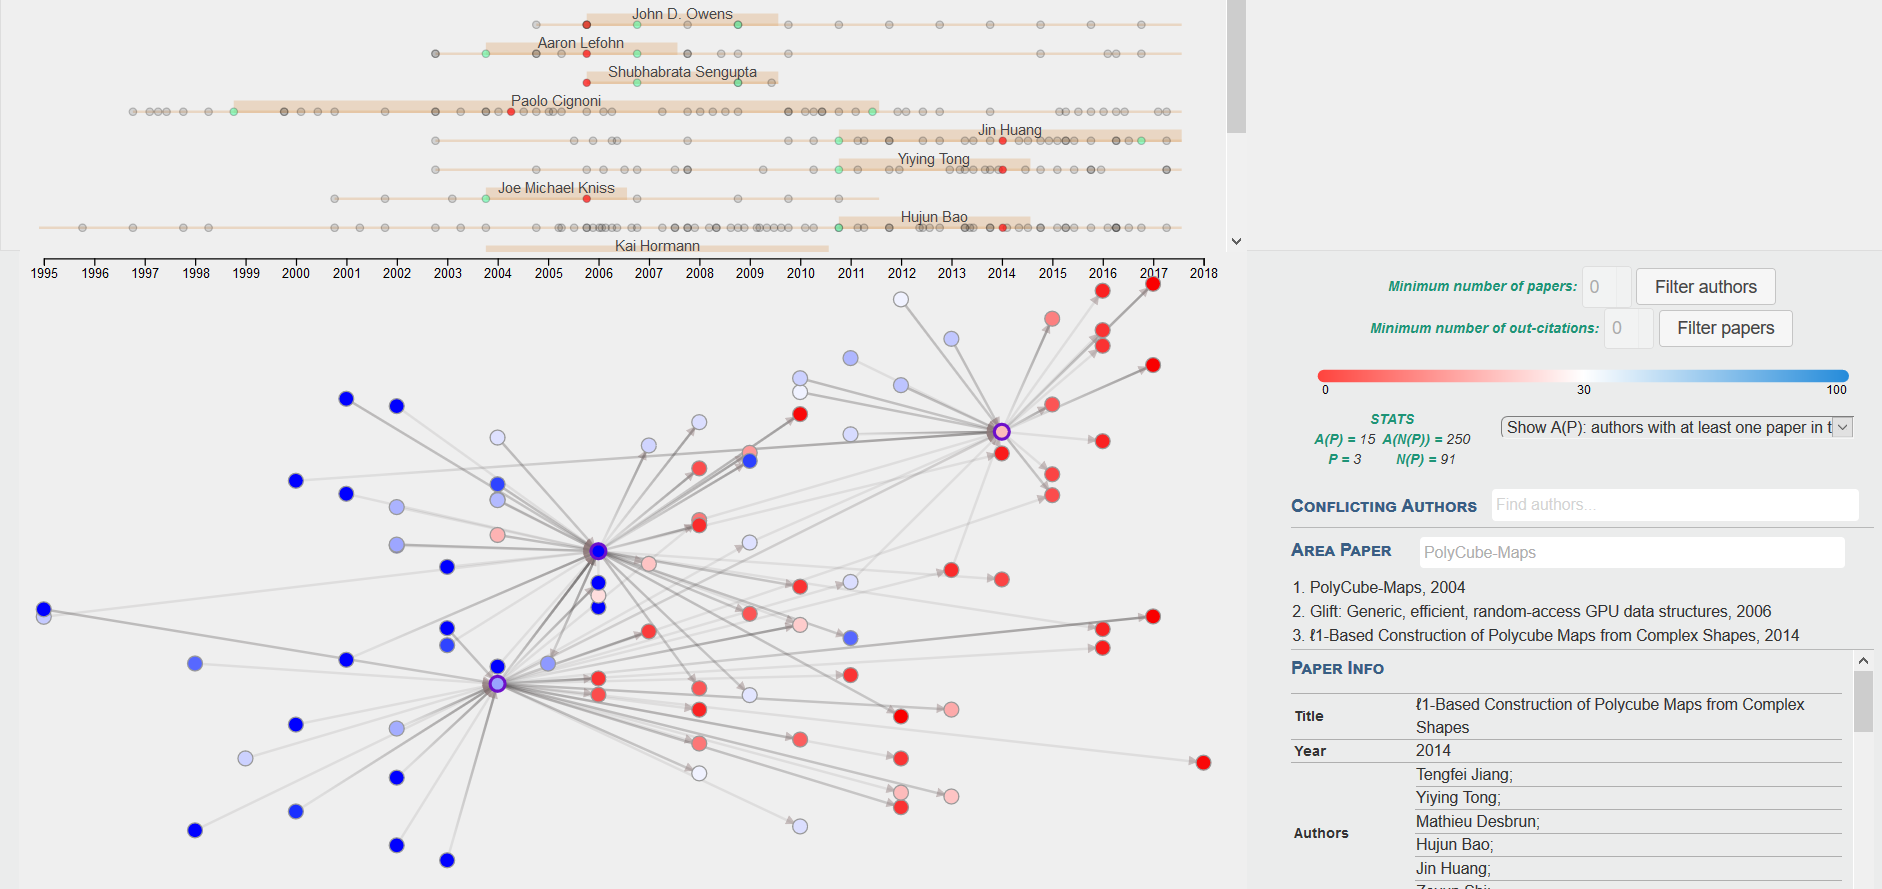 John D. Owens
Aaron Lefohn
Shubhabrata Sengupta
Paolo Cignoni
Jin Huang
Yiying Tong
Joe Michael Kniss
Hujun Bao
Kai Hormann
1995 1996 1997 1998 1999 2000 2001 2002 2003 2004 2005 2006 2007 2008 2009 2010 2011 2012 2013 2014 2015 2016 2017 2018
Minimum number of papers: 0 Filter authors
Minimum number of out-citations: 0 Filter papers
0 30 100
STATS
A(P) = 15 A(N(P)) = 250
P = 3 N(P) = 91
Show A(P): authors with at least one paper in t
CONFLICTING AUTHORS Find authors...
AREA PAPER PolyCube-Maps
1. PolyCube-Maps, 2004
2. Glift: Generic, efficient, random-access GPU data structures, 2006
3. ℓ1-Based Construction of Polycube Maps from Complex Shapes, 2014
PAPER INFO
Title ℓ1-Based Construction of Polycube Maps from Complex
Shapes
Year 2014
Authors
Tengfei Jiang;
Yiying Tong;
Mathieu Desbrun;
Hujun Bao;
Jin Huang;